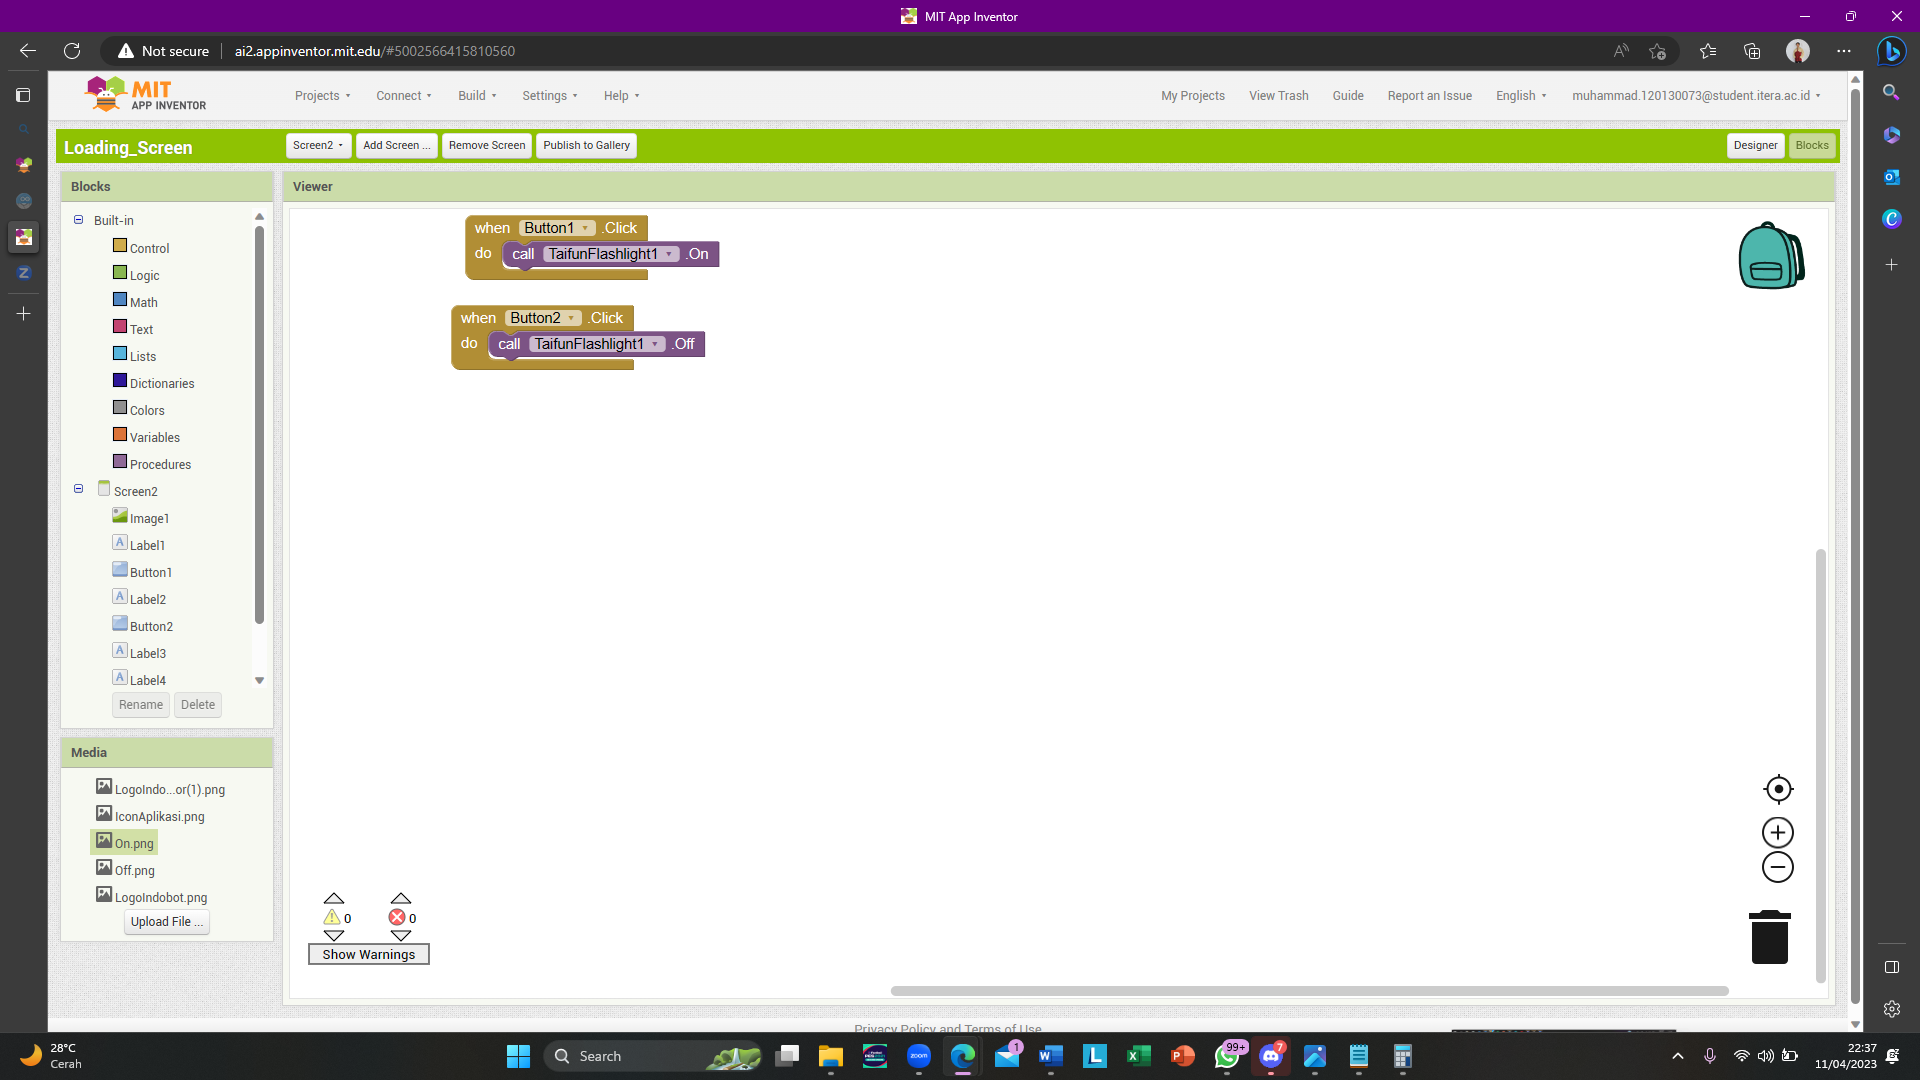 MIT App Inventor
Not secure
ai2.appinventor.mit.edu/#5002566415810560
MIT
APP INVENTOR
Projects
Connect
Build
Settings
Help
My Projects
View Trash
Guide
Report an Issue
English
muhammad.120130073@student.itera.ac.id
Loading_Screen
Screen2
Add Screen ...
Remove Screen
Publish to Gallery
Designer
Blocks
Blocks
Viewer
Built-in
Control
Logic
Math
Text
Lists
Dictionaries
Colors
Variables
Procedures
Screen2
Image1
Label1
Button1
Label2
Button2
Label3
Label4
Rename
Delete
when Button1 .Click
do call TaifunFlashlight1 .On
when Button2 .Click
do call TaifunFlashlight1 .Off
Media
LogoIndo...or(1).png
IconAplikasi.png
On.png
Off.png
LogoIndobot.png
Upload File ...
0
0
Show Warnings
Privacy Policy and Terms of Use
28°C
Cerah
Search
zoom
1
99+
7
22:37
11/04/2023